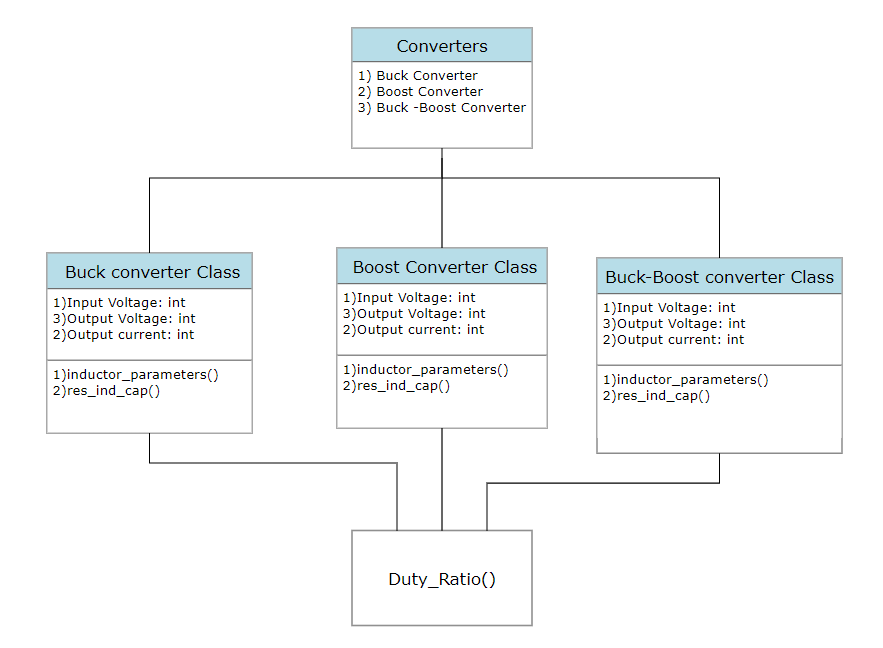 Converters
1) Buck Converter
2) Boost Converter
3) Buck -Boost Converter
Buck converter Class
1)Input Voltage: int
3)Output Voltage: int
2)Output current: int
1)inductor_parameters()
2)res_ind_cap()
Boost Converter Class
1)Input Voltage: int
3)Output Voltage: int
2)Output current: int
1)inductor_parameters()
2)res_ind_cap()
Buck-Boost converter Class
1)Input Voltage: int
3)Output Voltage: int
2)Output current: int
1)inductor_parameters()
2)res_ind_cap()
Duty_Ratio()